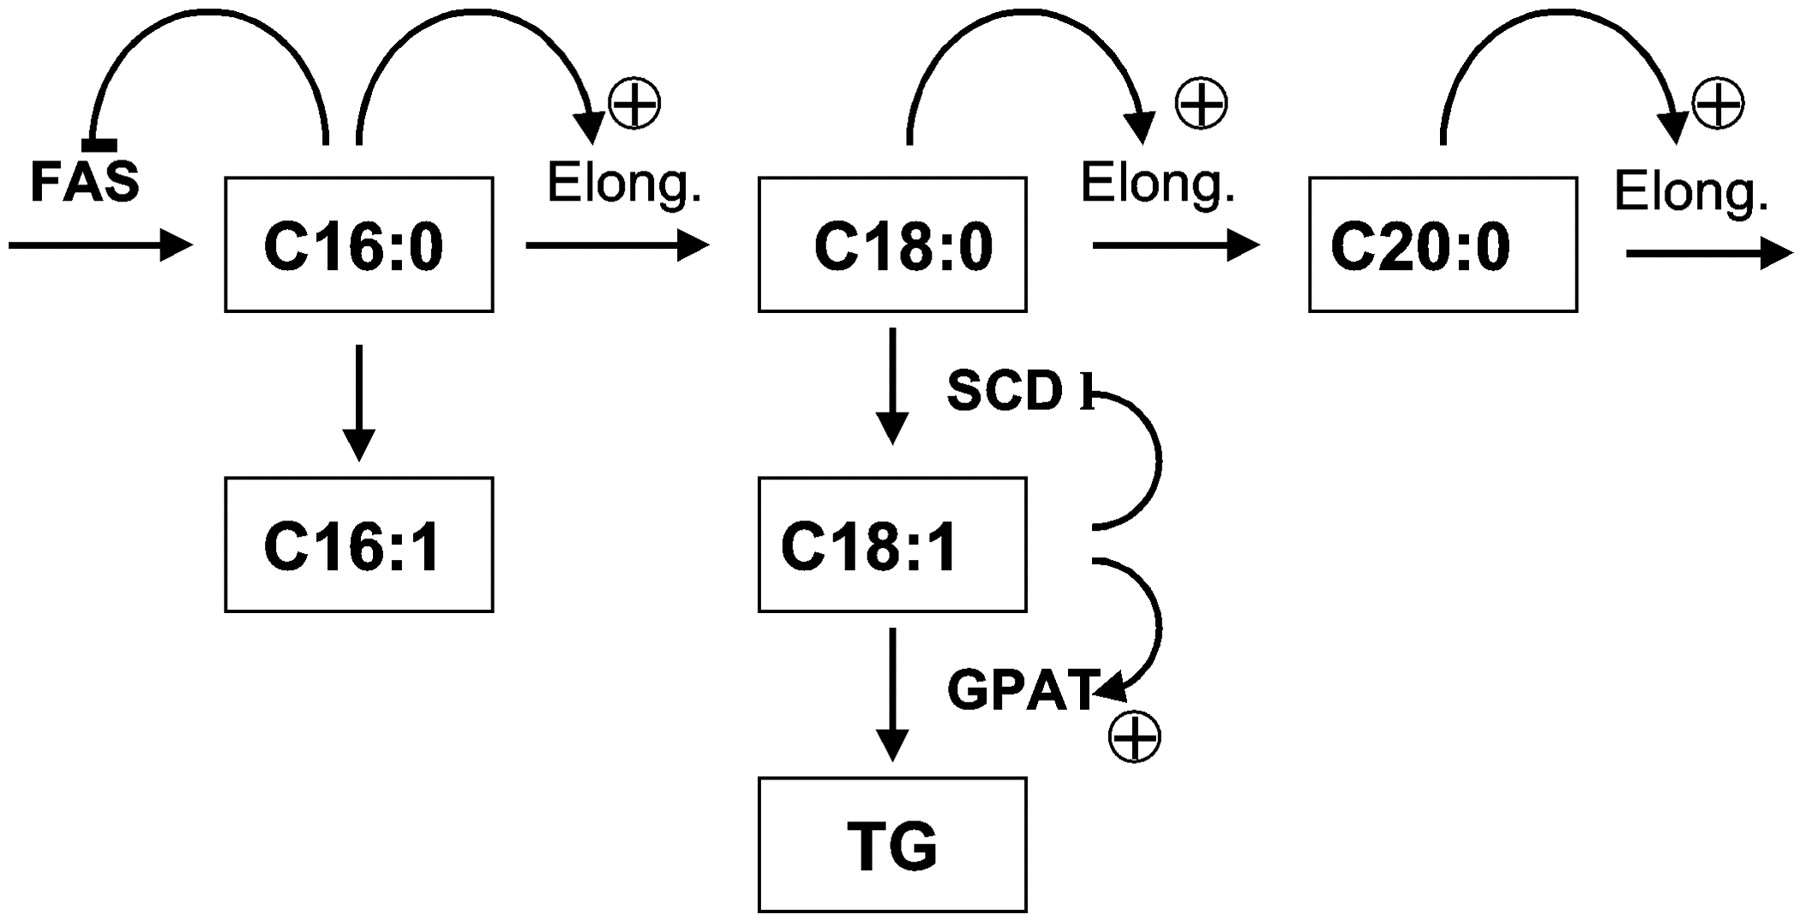 FAS
Elong.
Elong.
Elong.
C16:0
C18:0
C20:0
SCD
C16:1
C18:1
GPAT
TG